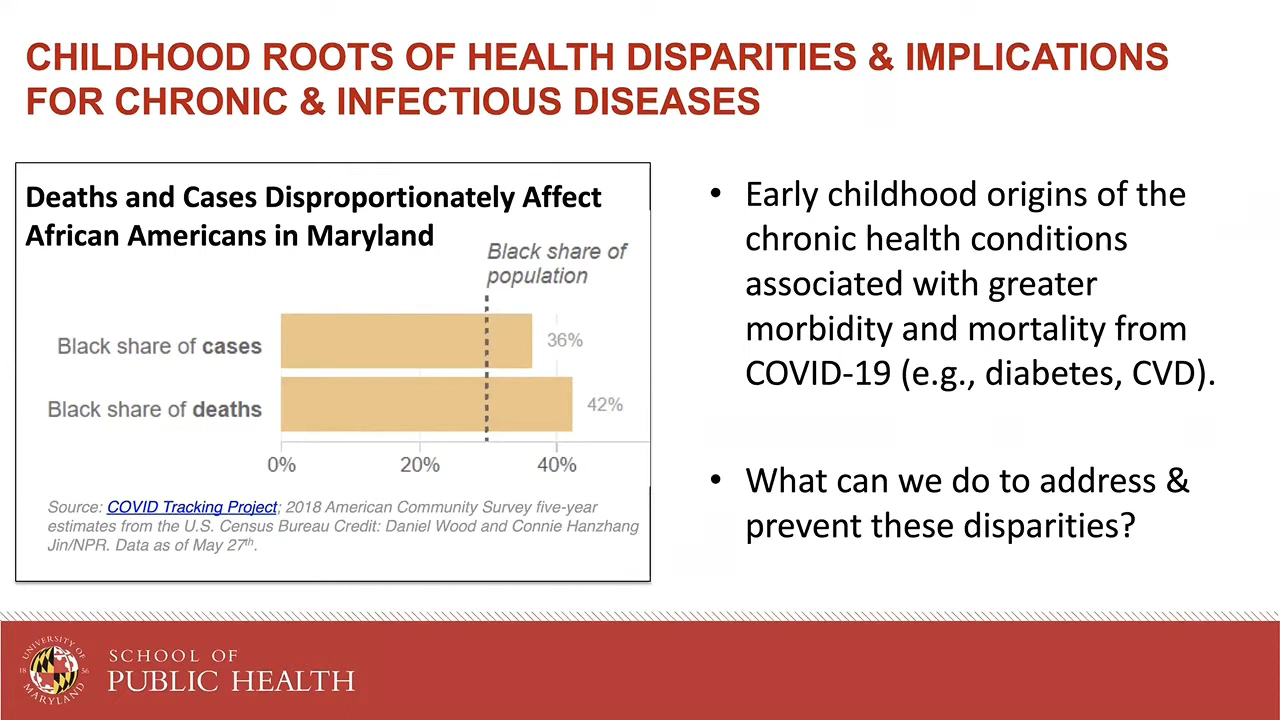 CHILDHOOD ROOTS OF HEALTH DISPARITIES & IMPLICATIONS
FOR CHRONIC & INFECTIOUS DISEASES
Deaths and Cases Disproportionately Affect
African Americans in Maryland
Black share of
population
Black share of cases
36%
Black share of deaths
42%
0%
20%
40%
Source: COVID Tracking Project; 2018 American Community Survey five-year
estimates from the U.S. Census Bureau Credit: Daniel Wood and Connie Hanzhang
Jin/NPR. Data as of May 27th.
• Early childhood origins of the
chronic health conditions
associated with greater
morbidity and mortality from
COVID-19 (e.g., diabetes, CVD).
• What can we do to address &
prevent these disparities?
UNIVERSITY OF
18 56
MARYLAND
SCHOOL OF
PUBLIC HEALTH